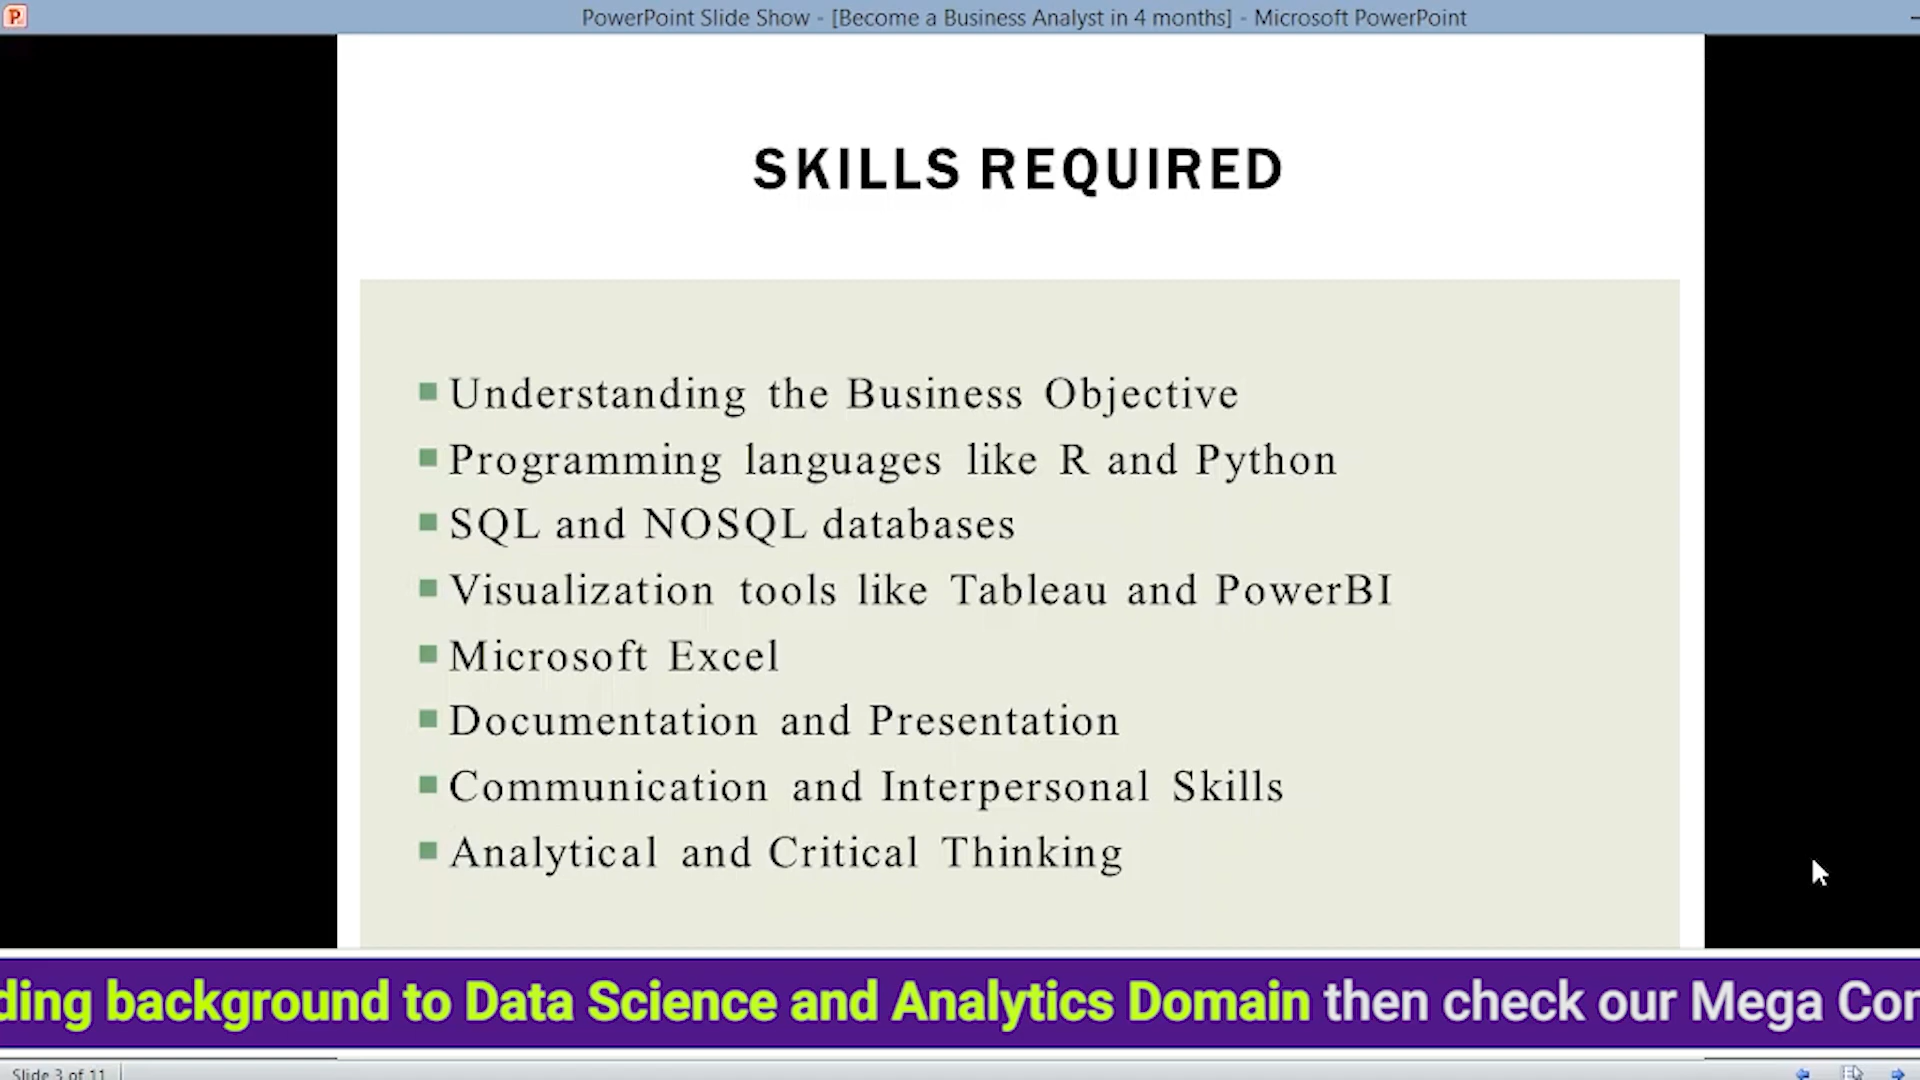 PowerPoint Slide Show - [Become a Business Analyst in 4 months] - Microsoft PowerPoint
SKILLS REQUIRED
Understanding the Business Objective
Programming languages like R and Python
SQL and NOSQL databases
Visualization tools like Tableau and PowerBI
Microsoft Excel
Documentation and Presentation
Communication and Interpersonal Skills
Analytical and Critical Thinking
ding background to Data Science and Analytics Domain then check our Mega Con
Slide 3 of 11